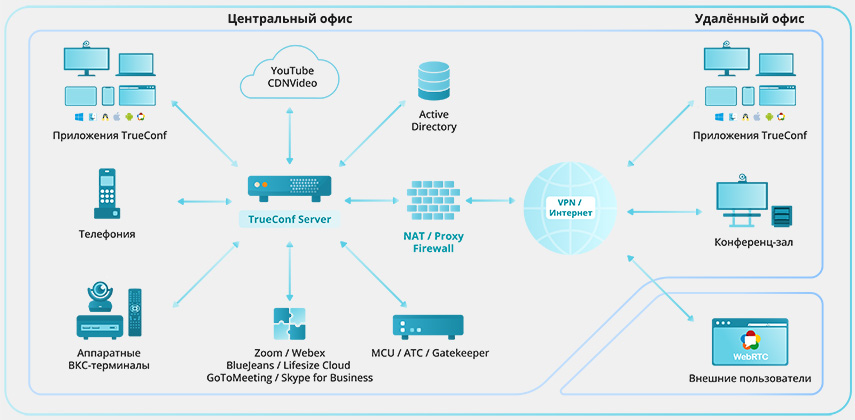 Центральный офис
Удалённый офис
YouTube
CDNVideo
Приложения TrueConf
Active
Directory
Приложения TrueConf
TrueConf Server
VPN /
Интернет
Телефония
NAT / Proxy
Firewall
Конференц-зал
Аппаратные
ВКС-терминалы
Zoom / Webex
BlueJeans / Lifesize Cloud
GoToMeeting / Skype for Business
MCU / ATC / Gatekeeper
WebRTC
Внешние пользователи